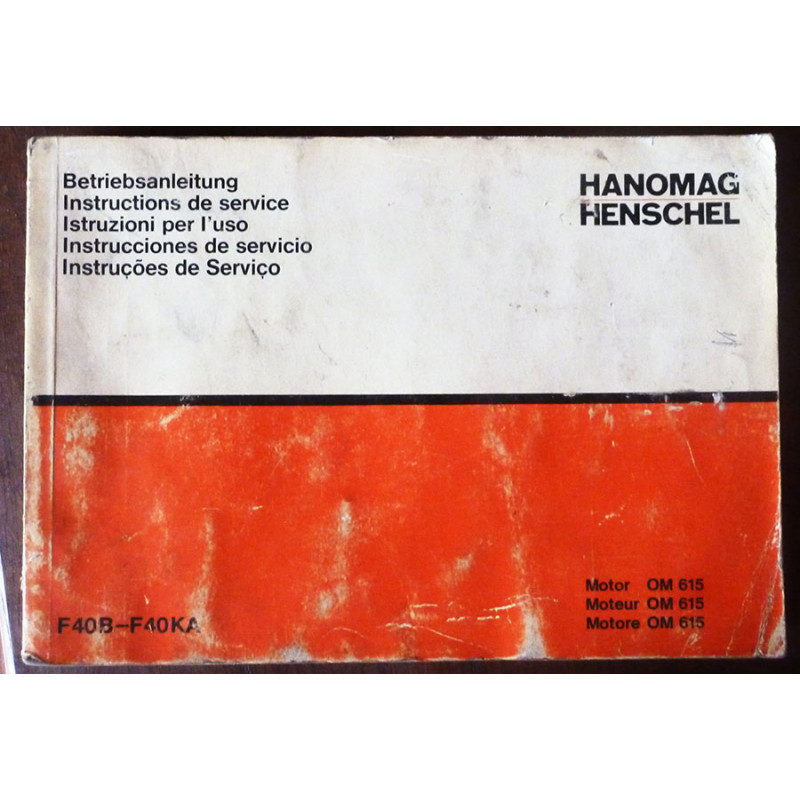 Betriebsanleitung
Instructions de service
Istruzioni per l'uso
Instrucciones de servicio
Instruções de Serviço
HANOMAG
HENSCHEL
F40B–F40KA
Motor OM 615
Moteur OM 615
Motore OM 615